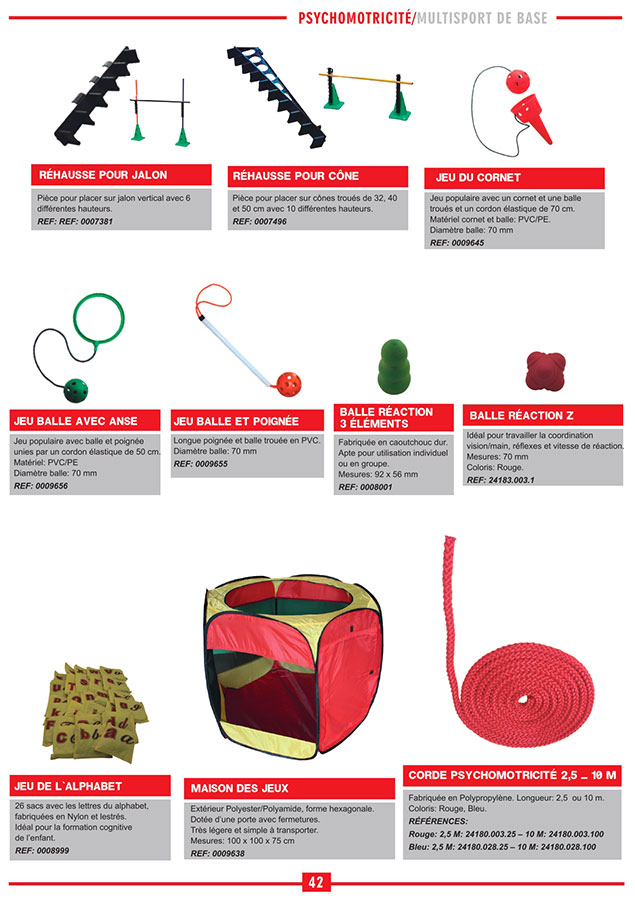 PSYCHOMOTRICITÉ/MULTISPORT DE BASE
RÉHAUSSE POUR JALON
Pièce pour placer sur jalon vertical avec 6
différentes hauteurs.
REF: REF: 0007381
RÉHAUSSE POUR CÔNE
Pièce pour placer sur cônes troués de 32, 40
et 50 cm avec 10 différentes hauteurs.
REF: REF: 0007496
JEU DU CORNET
Jeu populaire avec un cornet et une balle
troués et un cordon élastique de 70 cm.
Matériel cornet et balle: PVC/PE.
Diamètre balle: 70 mm
REF: 0009645
JEU BALLE AVEC ANSE
Jeu populaire avec balle et poignée
unies par un cordon élastique de 50 cm.
Matériel: PVC/PE
Diamètre balle: 70 mm
REF: 0009656
JEU BALLE ET POIGNÉE
Longue poignée et balle trouée en PVC.
Diamètre balle: 70 mm
REF: 0009655
BALLE RÉACTION
3 ÉLÉMENTS
Fabriquée en caoutchouc dur.
Apte pour utilisation individuel
ou en groupe.
Mesures: 92 x 56 mm
REF: 0008001
BALLE RÉACTION Z
Idéal pour travailler la coordination
vision/main, réflexes et vitesse de réaction.
Mesures: 70 mm
Coloris: Rouge.
REF: 24183.003.1
JEU DE L`ALPHABET
26 sacs avec les lettres du alphabet,
fabriquées en Nylon et lestrés.
Idéal pour la formation cognitive
de l'enfant.
REF: 0008999
MAISON DES JEUX
Extérieur Polyester/Polyamide, forme hexagonale.
Dotée d'une porte avec fermetures.
Très légere et simple à transporter.
Mesures: 100 x 100 x 75 cm
REF: 0009638
CORDE PSYCHOMOTRICITÉ 2,5 – 10 M
Fabriquée en Polypropylène. Longueur: 2,5 ou 10 m.
Coloris: Rouge, Bleu.
RÉFÉRENCES:
Rouge: 2,5 M: 24180.003.25 – 10 M: 24180.003.100
Bleu: 2,5 M: 24180.028.25 – 10 M: 24180.028.100
42